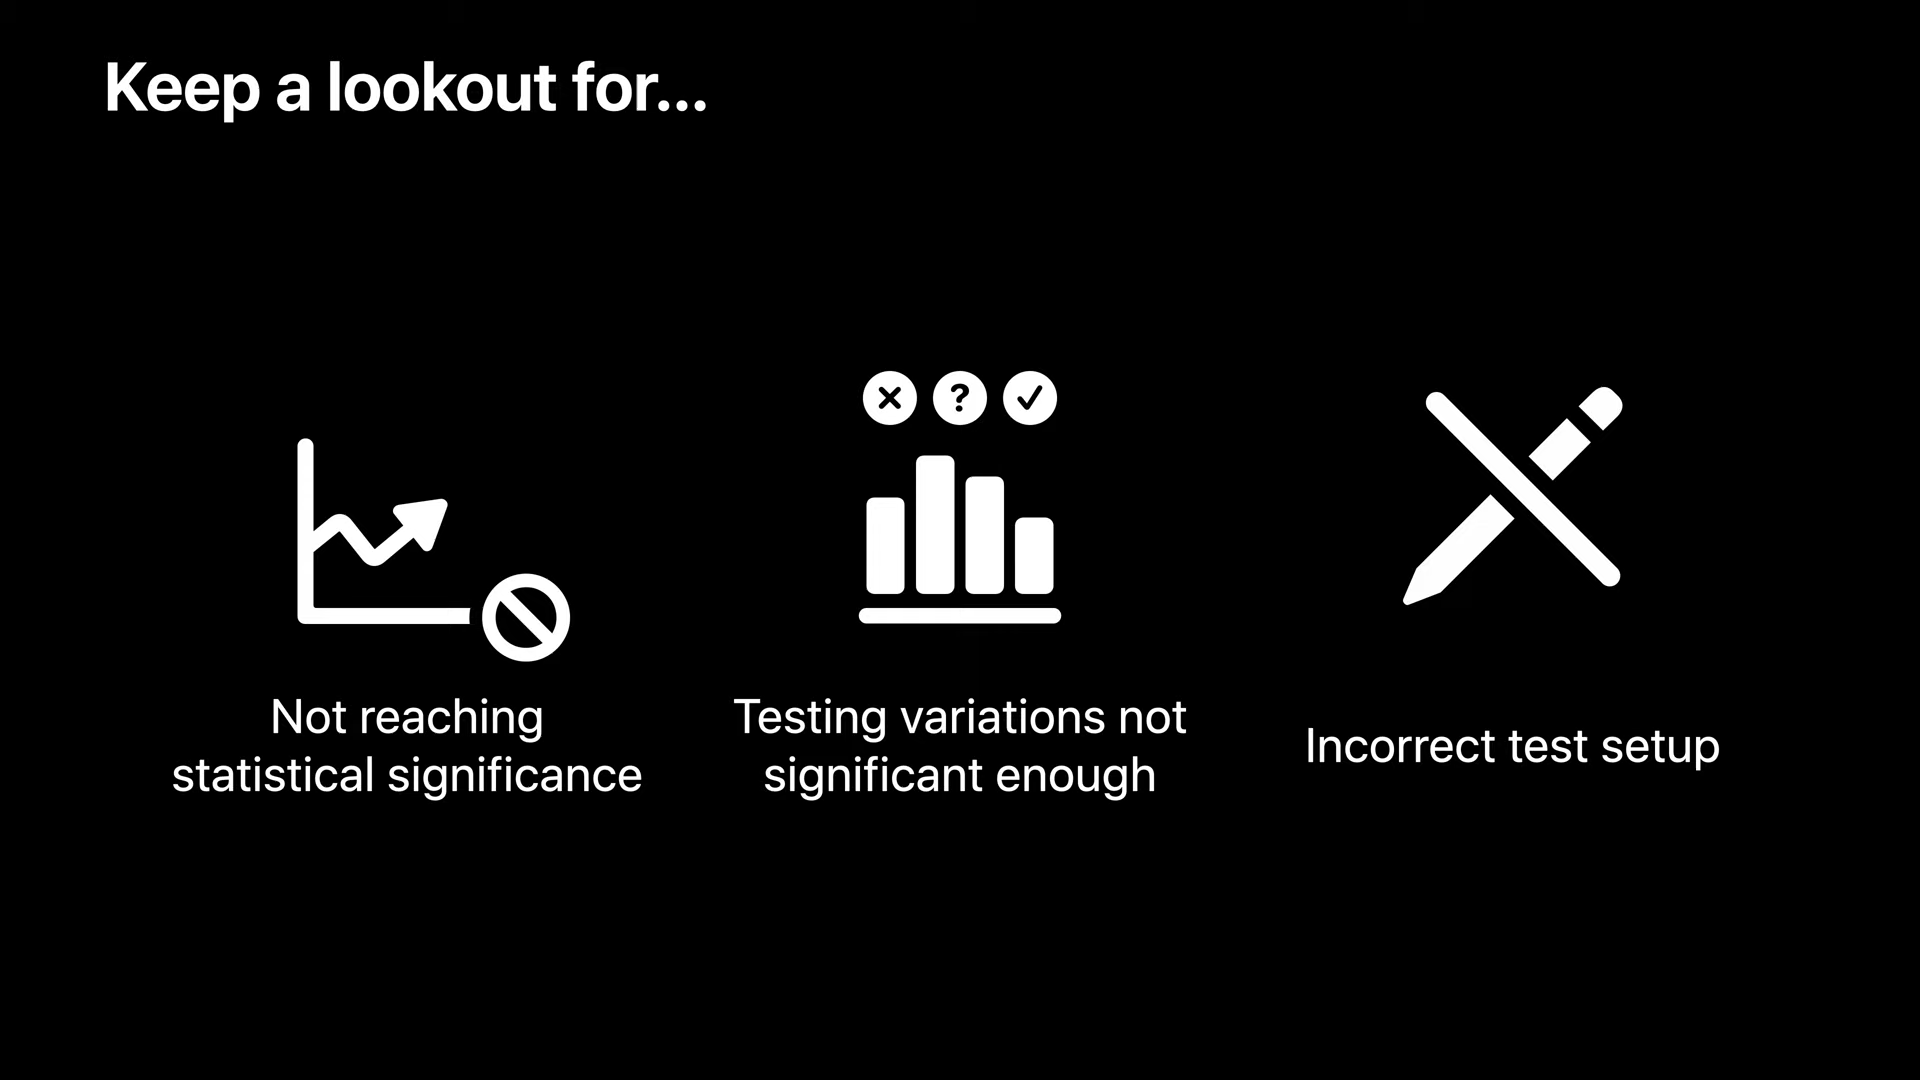 Keep a lookout for...
Not reaching
statistical significance
Testing variations not
significant enough
Incorrect test setup